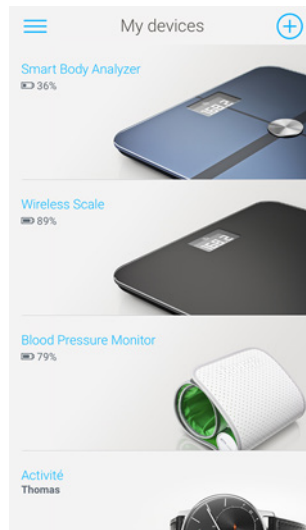 My devices
Smart Body Analyzer
36%
Wireless Scale
89%
Blood Pressure Monitor
79%
Activité
Thomas